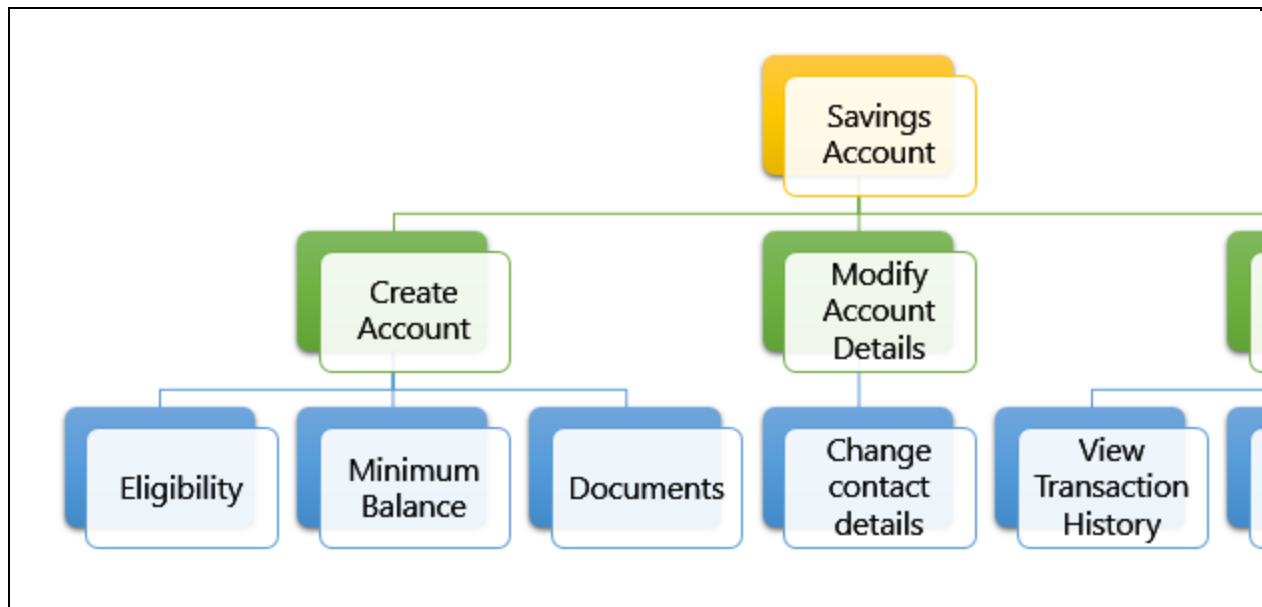 Savings
Account
Create
Account
Modify
Account
Details
Eligibility
Minimum
Balance
Documents
Change
contact
details
View
Transaction
History